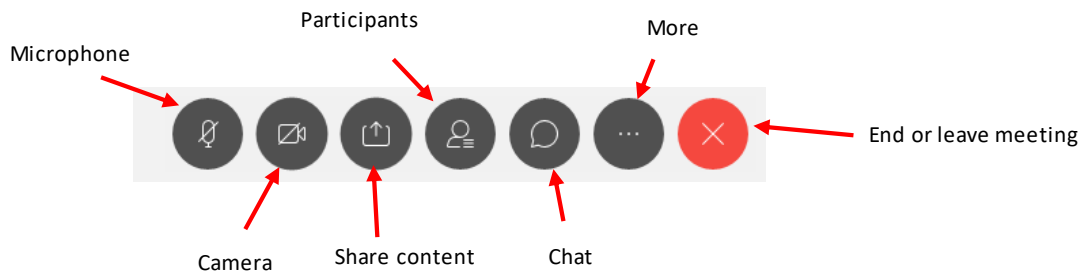 Participants
More
Microphone
End or leave meeting
Camera
Share content
Chat